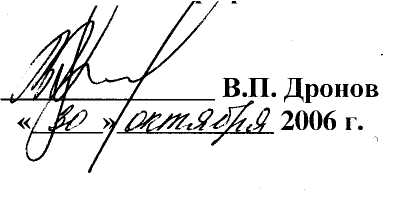 В.П. Дронов
« 30 » октября 2006 г.